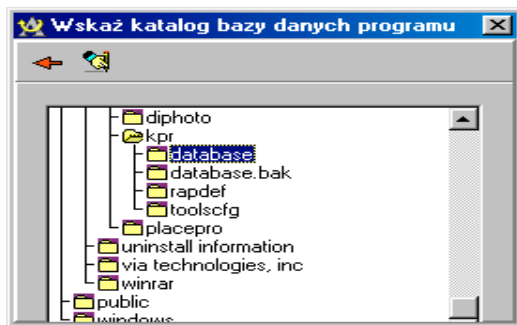 Wskaż katalog bazy danych programu
diphoto
kpr
database
database.bak
rapdef
toolscfg
placepro
uninstall information
via technologies, inc
winrar
public
windows